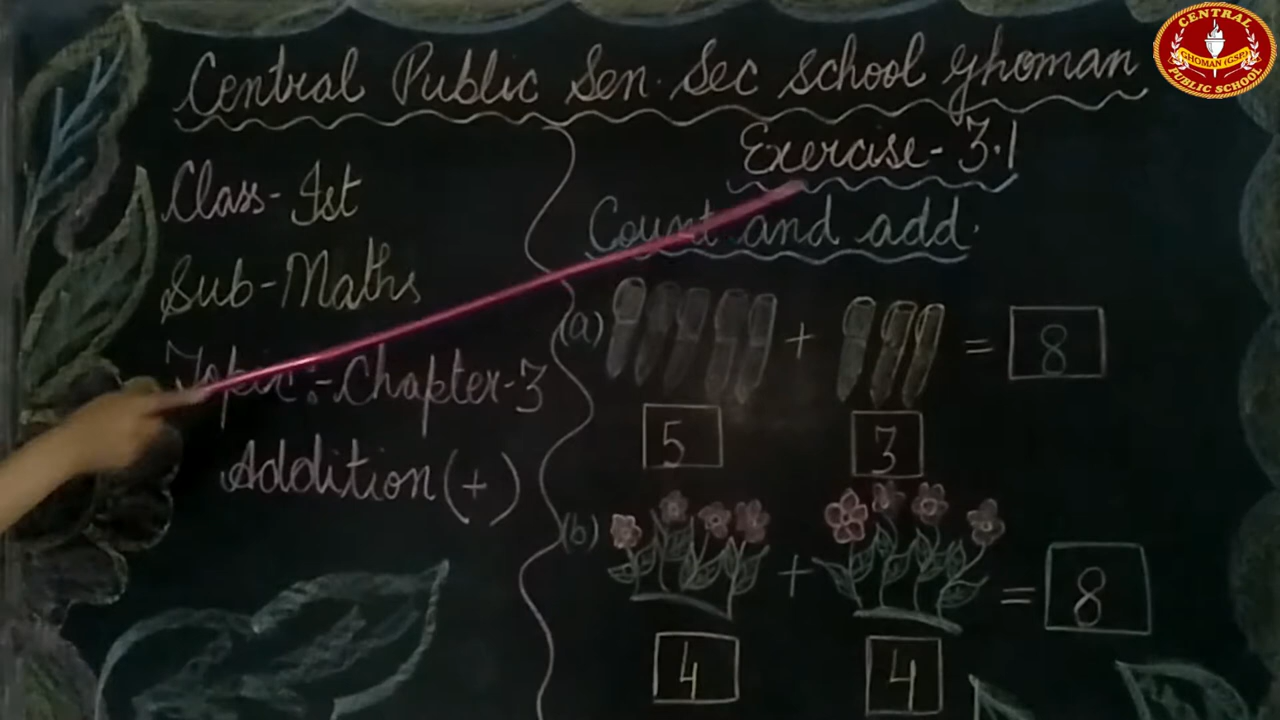 Central Public Sen. Sec school ghoman
Class- Ist
Sub- Maths
Topic:- Chapter-3
Addition (+)
Exercise- 3.1
Count and add.
(a) + = 8
5 3
(b) + = 8
4 4
CENTRAL
GHOMAN (GSP)
PUBLIC SCHOOL